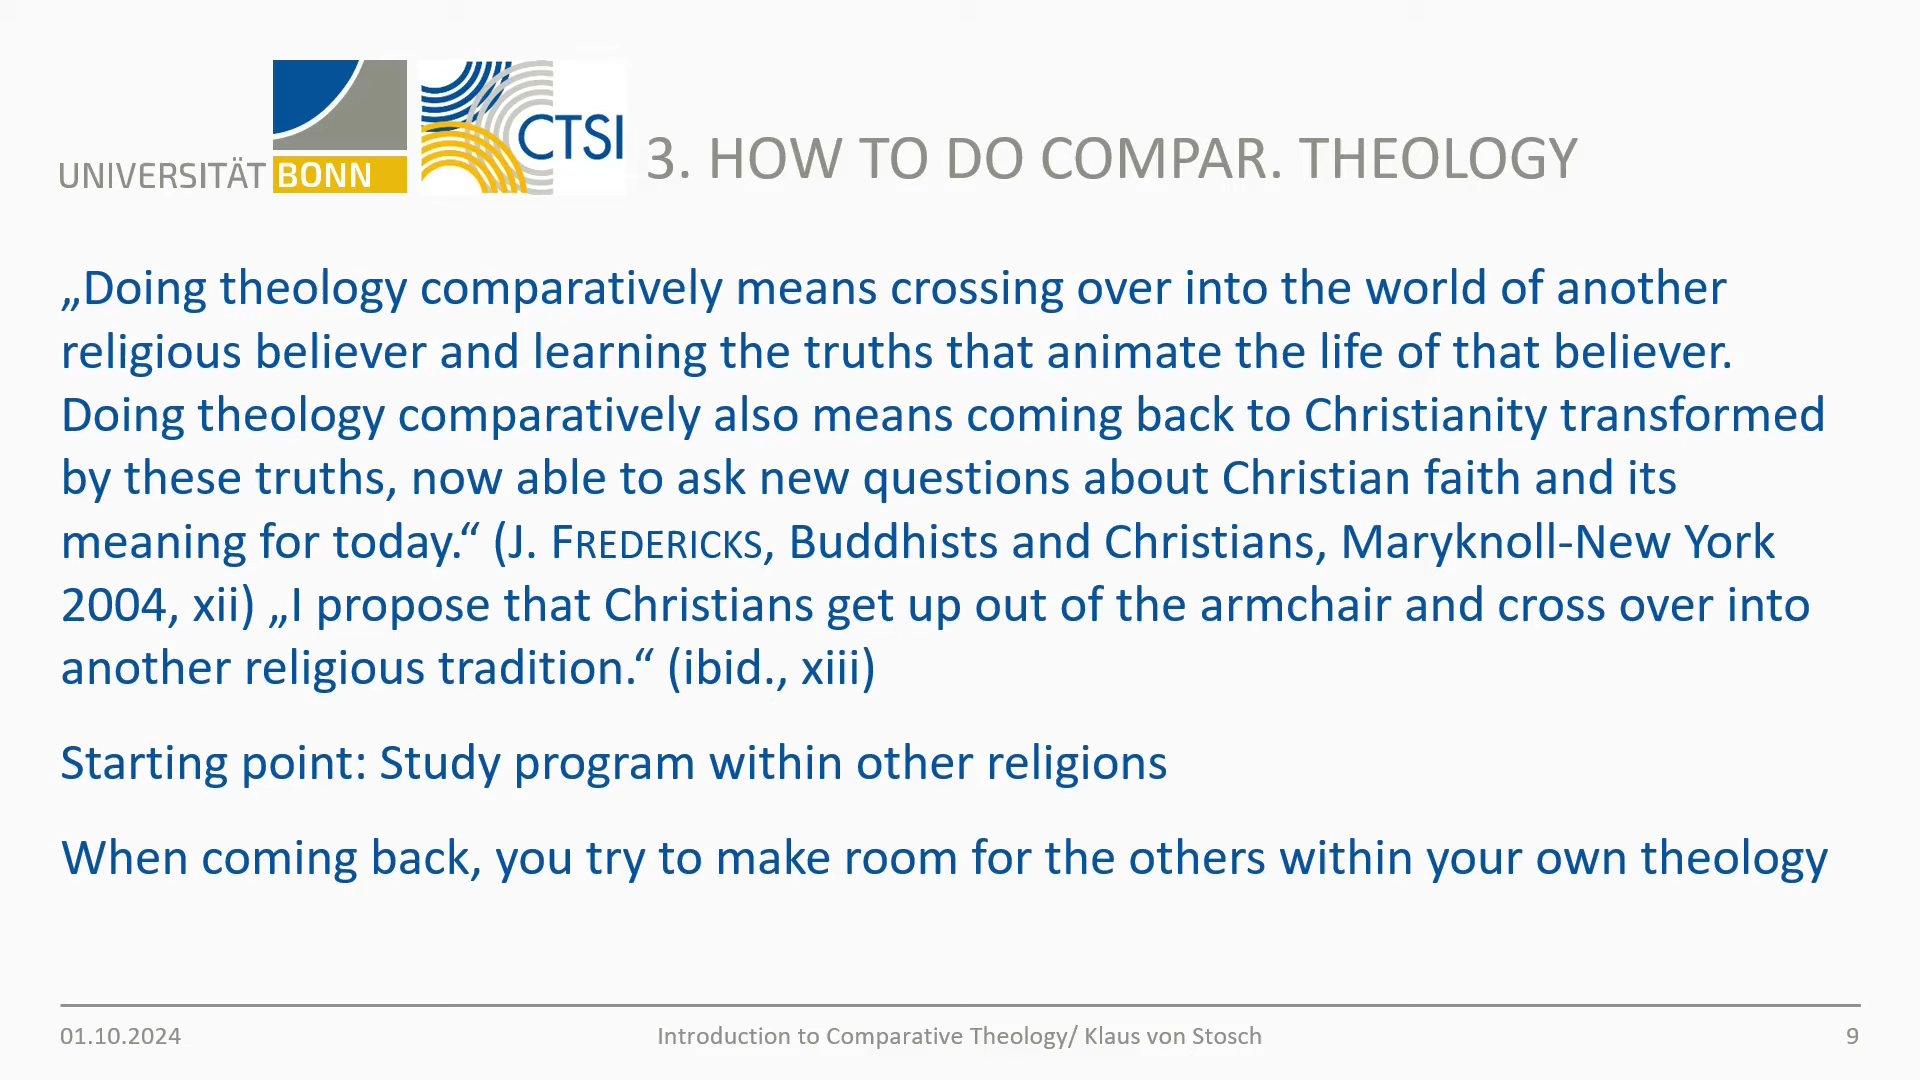 UNIVERSITÄT BONN
CTSI
3. HOW TO DO COMPAR. THEOLOGY
„Doing theology comparatively means crossing over into the world of another
religious believer and learning the truths that animate the life of that believer.
Doing theology comparatively also means coming back to Christianity transformed
by these truths, now able to ask new questions about Christian faith and its
meaning for today.“ (J. FREDERICKS, Buddhists and Christians, Maryknoll-New York
2004, xii) „I propose that Christians get up out of the armchair and cross over into
another religious tradition.“ (ibid., xiii)
Starting point: Study program within other religions
When coming back, you try to make room for the others within your own theology
01.10.2024
Introduction to Comparative Theology/ Klaus von Stosch
9